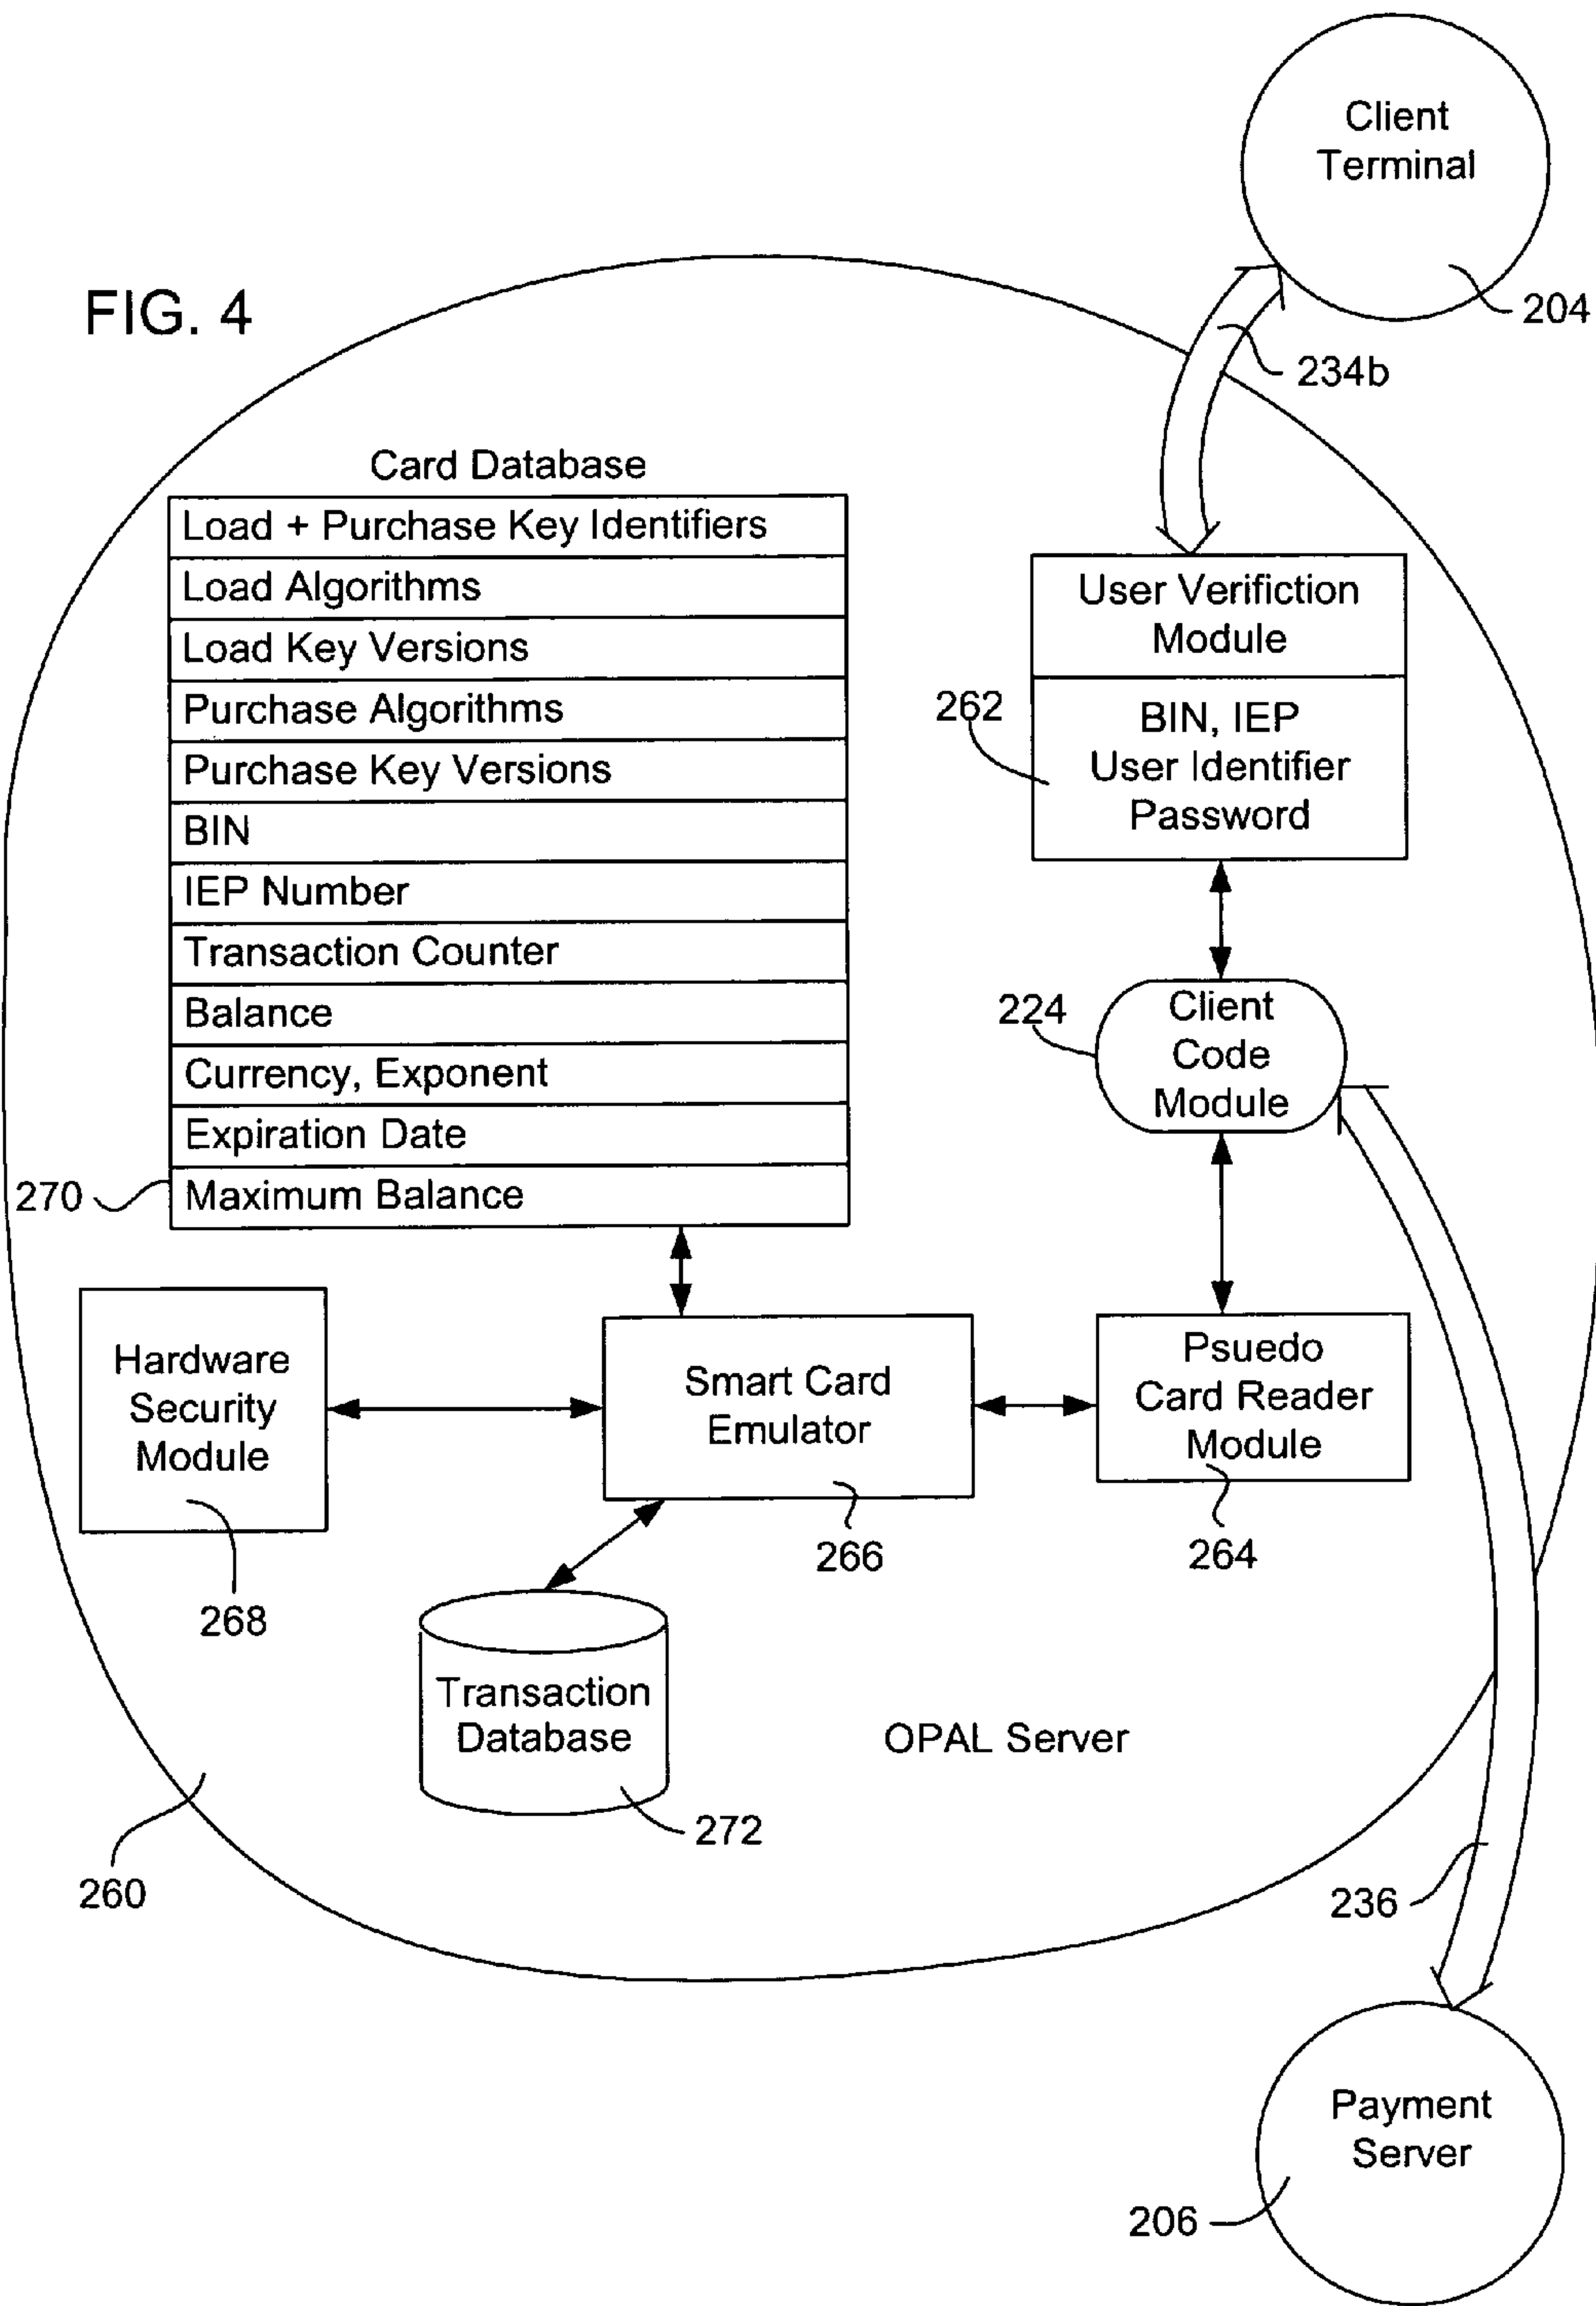 Client
Terminal
204
FIG. 4
234b
Card Database
Load + Purchase Key Identifiers
Load Algorithms
Load Key Versions
Purchase Algorithms
Purchase Key Versions
BIN
IEP Number
Transaction Counter
Balance
Currency, Exponent
Expiration Date
Maximum Balance
270
User Verifiction
Module
262
BIN, IEP
User Identifier
Password
224
Client
Code
Module
Hardware
Security
Module
268
Smart Card
Emulator
266
Psuedo
Card Reader
Module
264
Transaction
Database
272
OPAL Server
260
236
Payment
Server
206